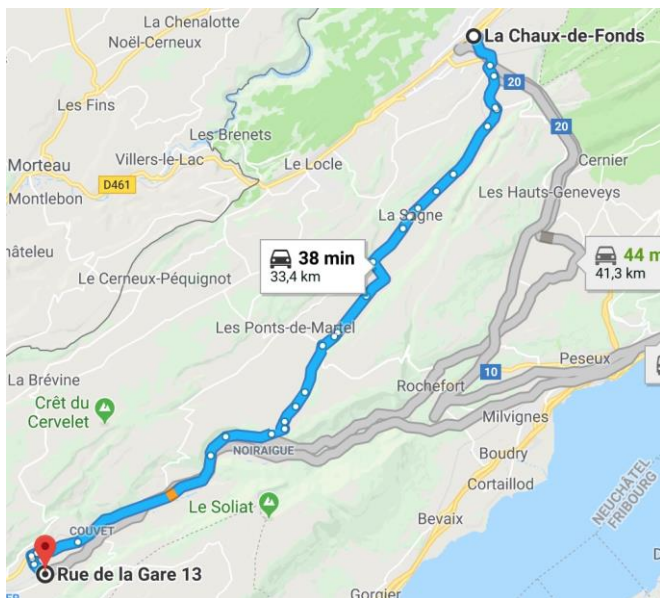 La Chenalotte
Noël-Cerneux
La Chaux-de-Fonds
20
Les Fins
20
Les Brenets
Cernier
Morteau
Villers-le-Lac
Le Locle
D461
Montlebon
Les Hauts-Geneveys
La Sagne
38 min
44
33,4 km
41,3 km
Le Cerneux-Péquignot
Les Ponts-de-Martel
Peseux
La Brévine
10
Rochefort
Crêt du
Cervelet
Milvignes
NOIRAIGUE
Boudry
Cortaillod
Le Soliat
Bevaix
COUVET
NEUCHÂTEL
FRIBOURG
Rue de la Gare 13
Gorgier